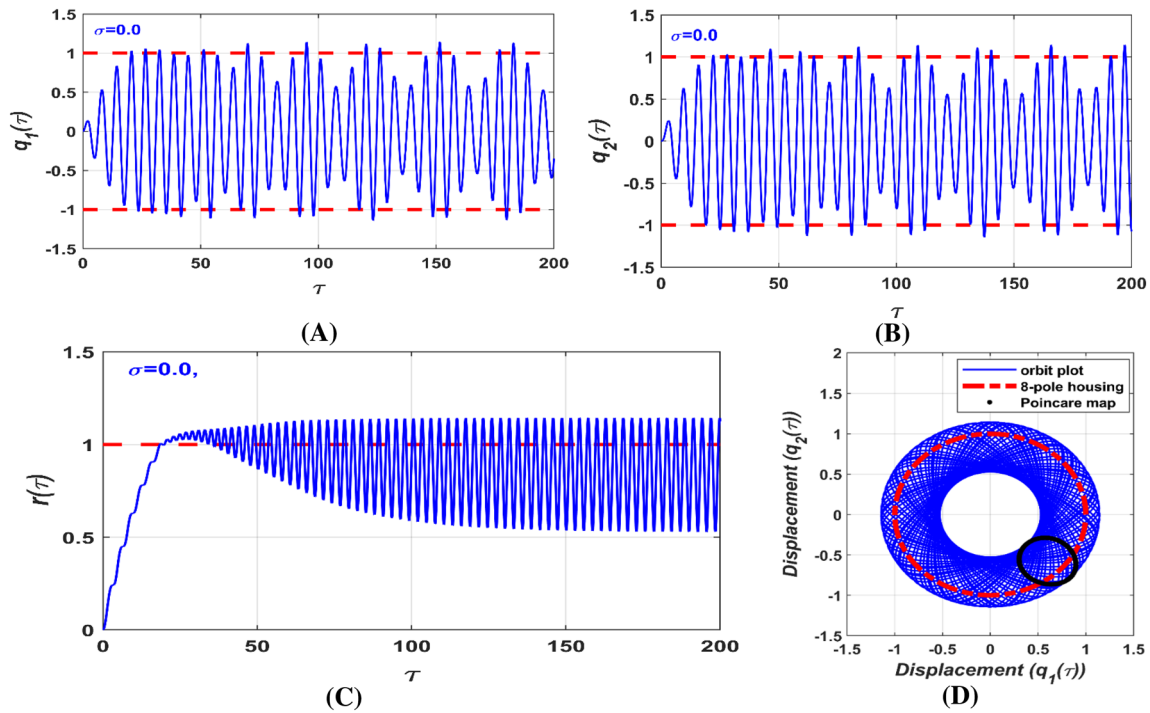 σ=0.0
1.5
1
0.5
0
-0.5
-1
-1.5
q₁(τ)
0
50
100
150
200
τ
(A)
σ=0.0
1.5
1
0.5
0
-0.5
-1
-1.5
q₂(τ)
0
50
100
150
200
τ
(B)
σ=0.0,
1.5
1
0.5
0
r(τ)
0
50
100
150
200
τ
(C)
orbit plot
8-pole housing
Poincare map
2
1.5
1
0.5
0
-0.5
-1
-1.5
Displacement (q₂(τ))
-1.5
-1
-0.5
0
0.5
1
1.5
Displacement (q₁(τ))
(D)